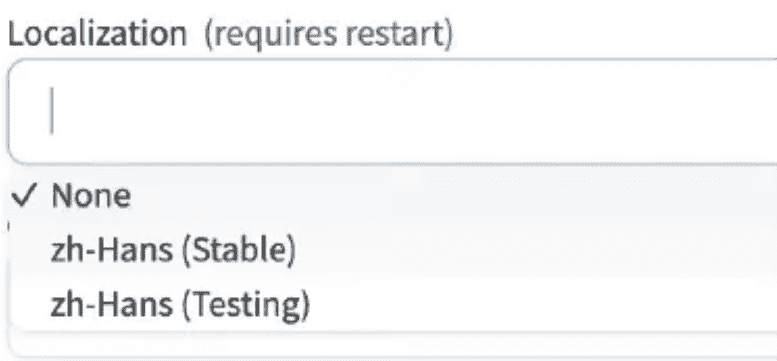 Localization (requires restart)
✓ None
zh-Hans (Stable)
zh-Hans (Testing)